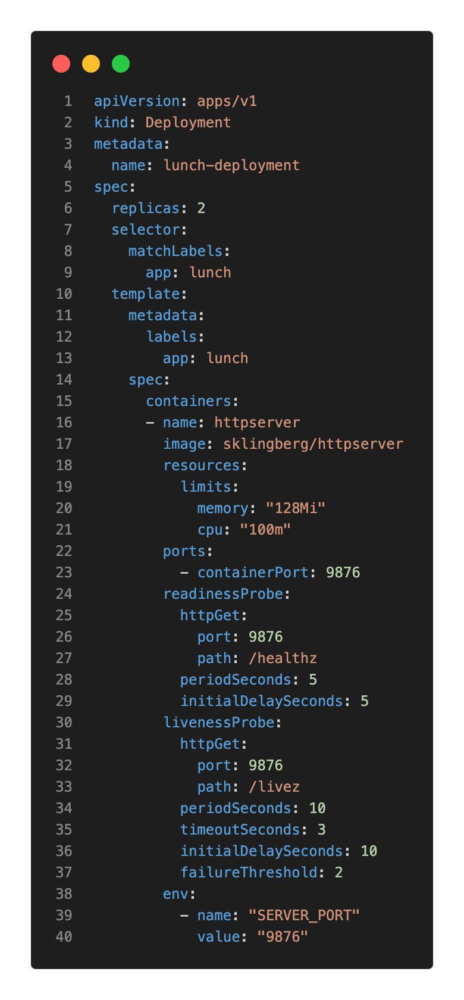 1 apiVersion: apps/v1
2 kind: Deployment
3 metadata:
4   name: lunch-deployment
5 spec:
6   replicas: 2
7   selector:
8     matchLabels:
9       app: lunch
10   template:
11     metadata:
12       labels:
13         app: lunch
14     spec:
15       containers:
16       - name: httpserver
17         image: sklingberg/httpserver
18         resources:
19           limits:
20             memory: "128Mi"
21             cpu: "100m"
22         ports:
23           - containerPort: 9876
24         readinessProbe:
25           httpGet:
26             port: 9876
27             path: /healthz
28           periodSeconds: 5
29           initialDelaySeconds: 5
30         livenessProbe:
31           httpGet:
32             port: 9876
33             path: /livez
34           periodSeconds: 10
35           timeoutSeconds: 3
36           initialDelaySeconds: 10
37           failureThreshold: 2
38         env:
39           - name: "SERVER_PORT"
40             value: "9876"